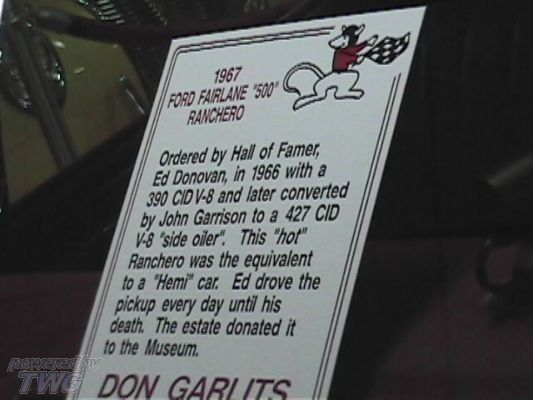 1967
FORD FAIRLANE "500"
RANCHERO
Ordered by Hall of Famer,
Ed Donovan, in 1966 with a
390 CID V-8 and later converted
by John Garrison to a 427 CID
V-8 "side oiler". This "hot"
Ranchero was the equivalent
to a "Hemi" car. Ed drove the
pickup every day until his
death. The estate donated it
to the Museum.
DON GARLITS
powered by
TWG